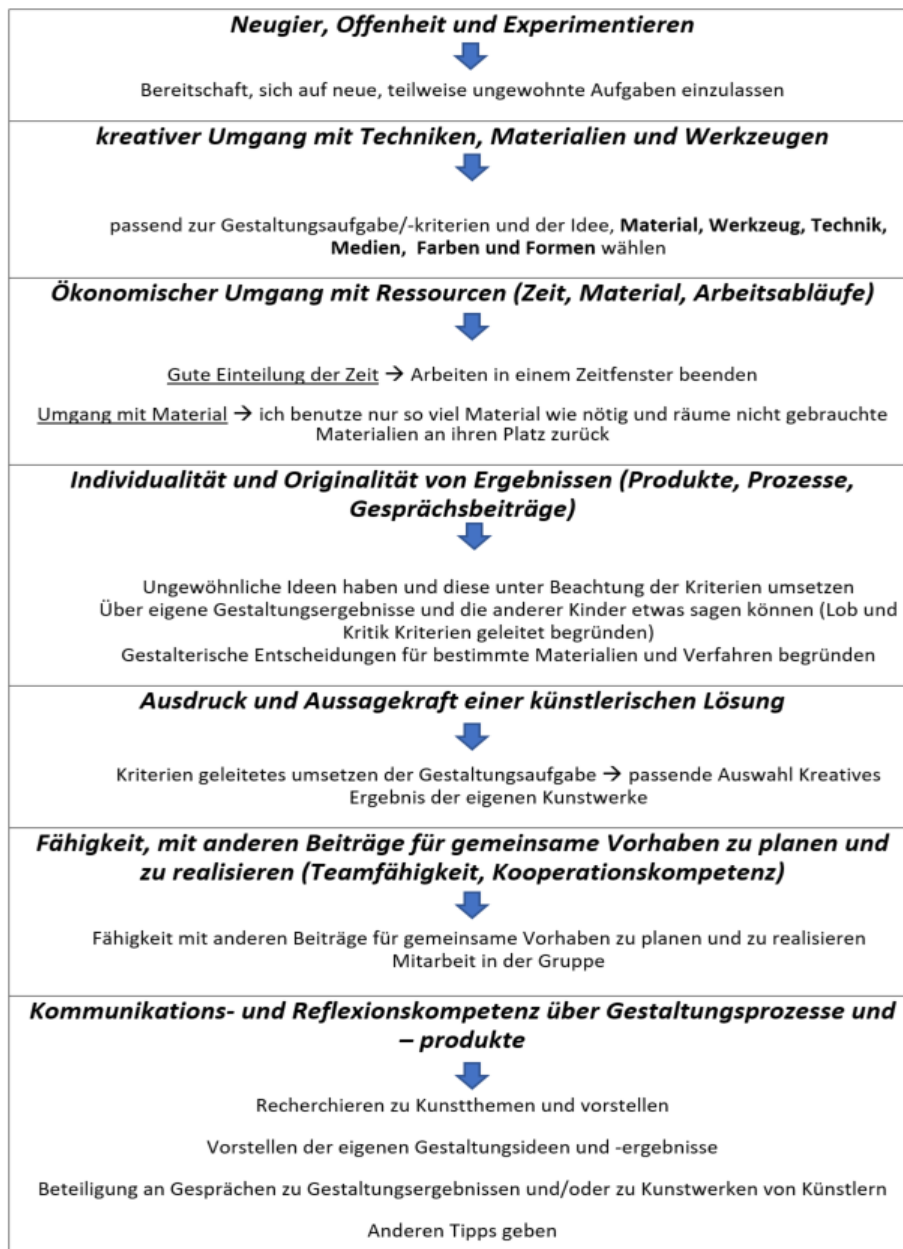 Neugier, Offenheit und Experimentieren
Bereitschaft, sich auf neue, teilweise ungewohnte Aufgaben einzulassen
kreativer Umgang mit Techniken, Materialien und Werkzeugen
passend zur Gestaltungsaufgabe/-kriterien und der Idee, Material, Werkzeug, Technik,
Medien, Farben und Formen wählen
Ökonomischer Umgang mit Ressourcen (Zeit, Material, Arbeitsabläufe)
Gute Einteilung der Zeit → Arbeiten in einem Zeitfenster beenden
Umgang mit Material → ich benutze nur so viel Material wie nötig und räume nicht gebrauchte
Materialien an ihren Platz zurück
Individualität und Originalität von Ergebnissen (Produkte, Prozesse,
Gesprächsbeiträge)
Ungewöhnliche Ideen haben und diese unter Beachtung der Kriterien umsetzen
Über eigene Gestaltungsergebnisse und die anderer Kinder etwas sagen können (Lob und
Kritik Kriterien geleitet begründen)
Gestalterische Entscheidungen für bestimmte Materialien und Verfahren begründen
Ausdruck und Aussagekraft einer künstlerischen Lösung
Kriterien geleitetes umsetzen der Gestaltungsaufgabe → passende Auswahl Kreatives
Ergebnis der eigenen Kunstwerke
Fähigkeit, mit anderen Beiträge für gemeinsame Vorhaben zu planen und
zu realisieren (Teamfähigkeit, Kooperationskompetenz)
Fähigkeit mit anderen Beiträge für gemeinsame Vorhaben zu planen und zu realisieren
Mitarbeit in der Gruppe
Kommunikations- und Reflexionskompetenz über Gestaltungsprozesse und
– produkte
Recherchieren zu Kunstthemen und vorstellen
Vorstellen der eigenen Gestaltungsideen und -ergebnisse
Beteiligung an Gesprächen zu Gestaltungsergebnissen und/oder zu Kunstwerken von Künstlern
Anderen Tipps geben